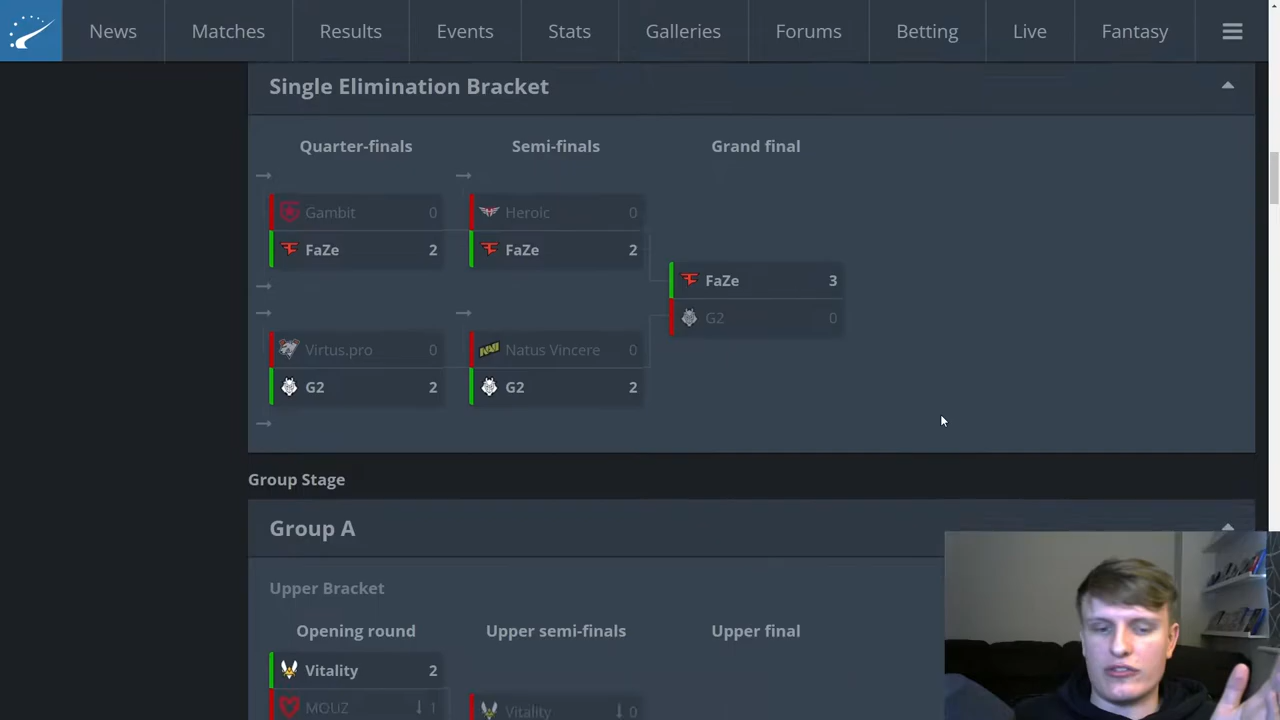 News Matches Results Events Stats Galleries Forums Betting Live Fantasy
Single Elimination Bracket
Quarter-finals Semi-finals Grand final
Gambit 0 Heroic 0
FaZe 2 FaZe 2
FaZe 3
G2 0
Virtus.pro 0 Natus Vincere 0
G2 2 G2 2
Group Stage
Group A
Upper Bracket
Opening round Upper semi-finals Upper final
Vitality 2
MOUZ 1 Vitality 0